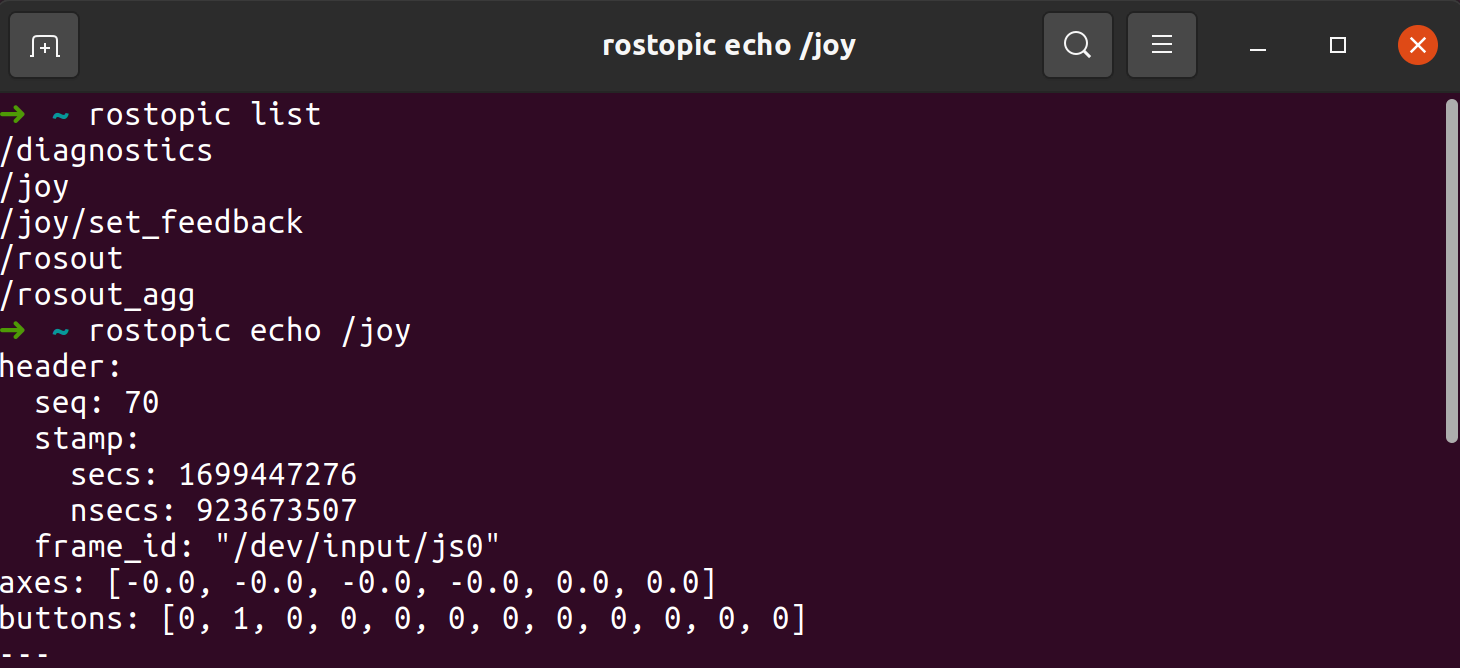 rostopic echo /joy
➜ ~ rostopic list
/diagnostics
/joy
/joy/set_feedback
/rosout
/rosout_agg
➜ ~ rostopic echo /joy
header:
  seq: 70
  stamp:
    secs: 1699447276
    nsecs: 923673507
  frame_id: "/dev/input/js0"
axes: [-0.0, -0.0, -0.0, -0.0, 0.0, 0.0]
buttons: [0, 1, 0, 0, 0, 0, 0, 0, 0, 0, 0, 0]
---